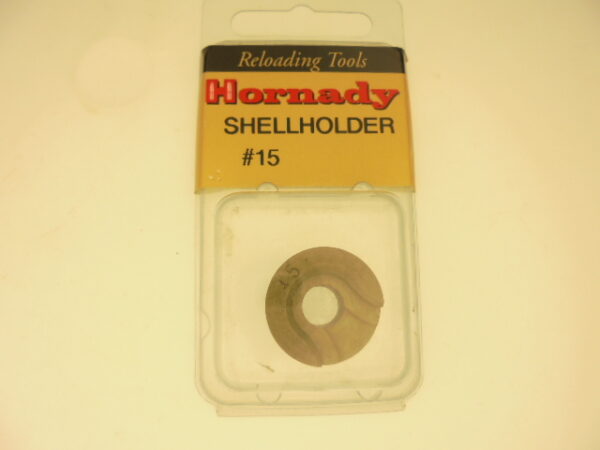 Reloading Tools
Hornady
SHELLHOLDER
#15
15